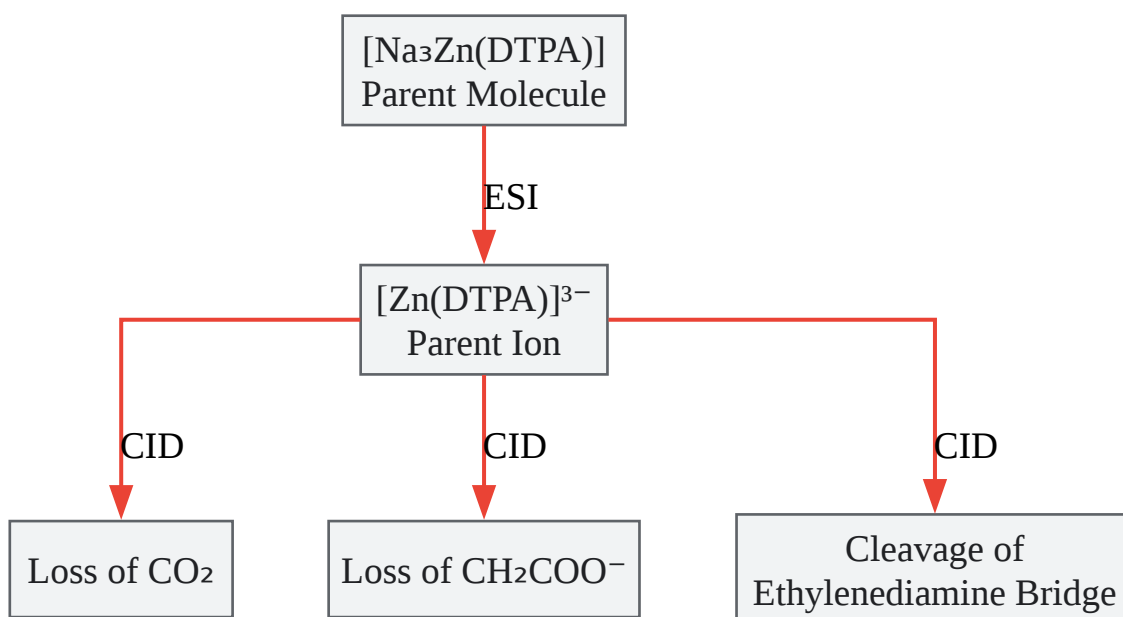 [Na₃Zn(DTPA)]
Parent Molecule
ESI
[Zn(DTPA)]³⁻
Parent Ion
CID
CID
CID
Loss of CO₂
Loss of CH₂COO⁻
Cleavage of
Ethylenediamine Bridge